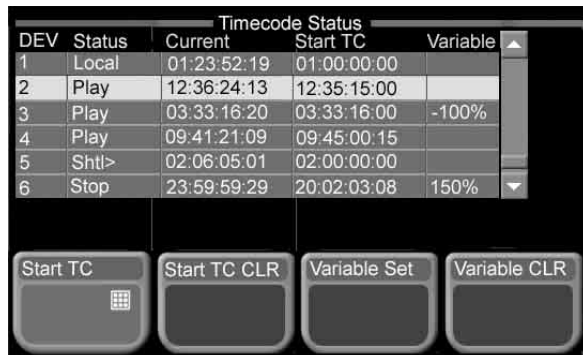 Timecode Status
DEV Status Current Start TC Variable
1 Local 01:23:52:19 01:00:00:00
2 Play 12:36:24:13 12:35:15:00
3 Play 03:33:16:20 03:33:16:00 -100%
4 Play 09:41:21:09 09:45:00:15
5 Shtl> 02:06:05:01 02:00:00:00
6 Stop 23:59:59:29 20:02:03:08 150%
Start TC Start TC CLR Variable Set Variable CLR